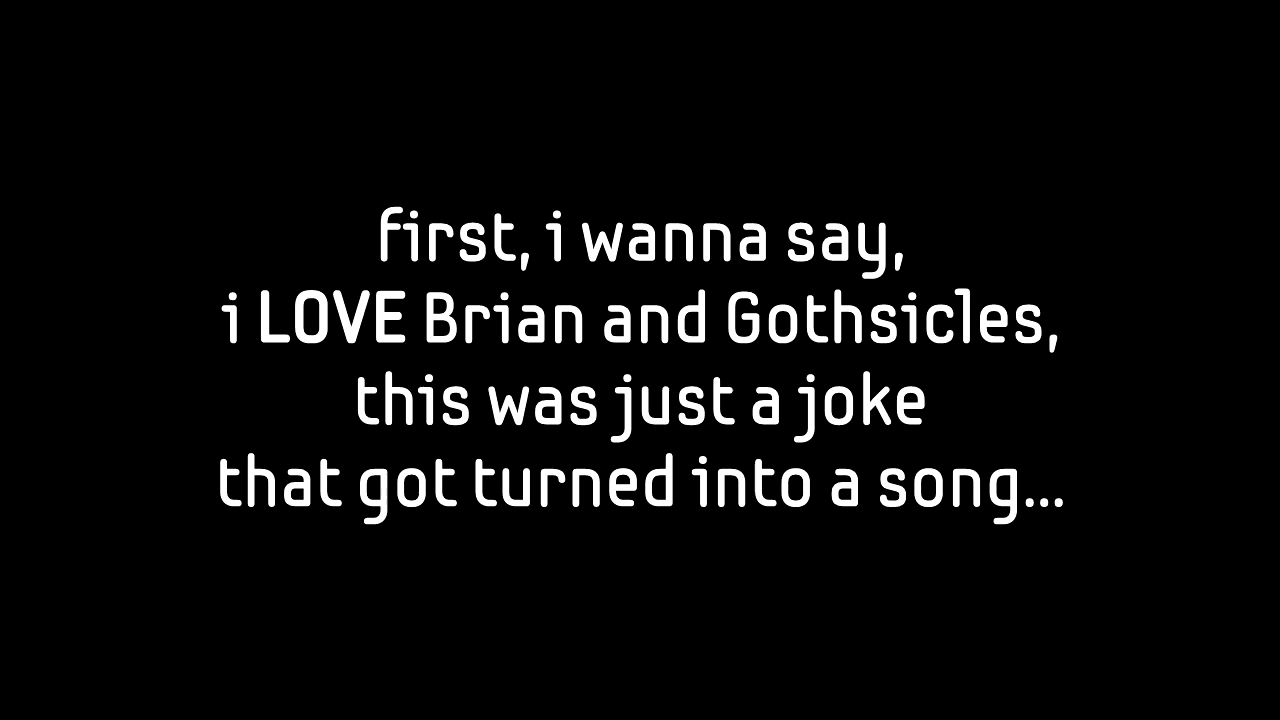 first, i wanna say,
i LOVE Brian and Gothsicles,
this was just a joke
that got turned into a song...